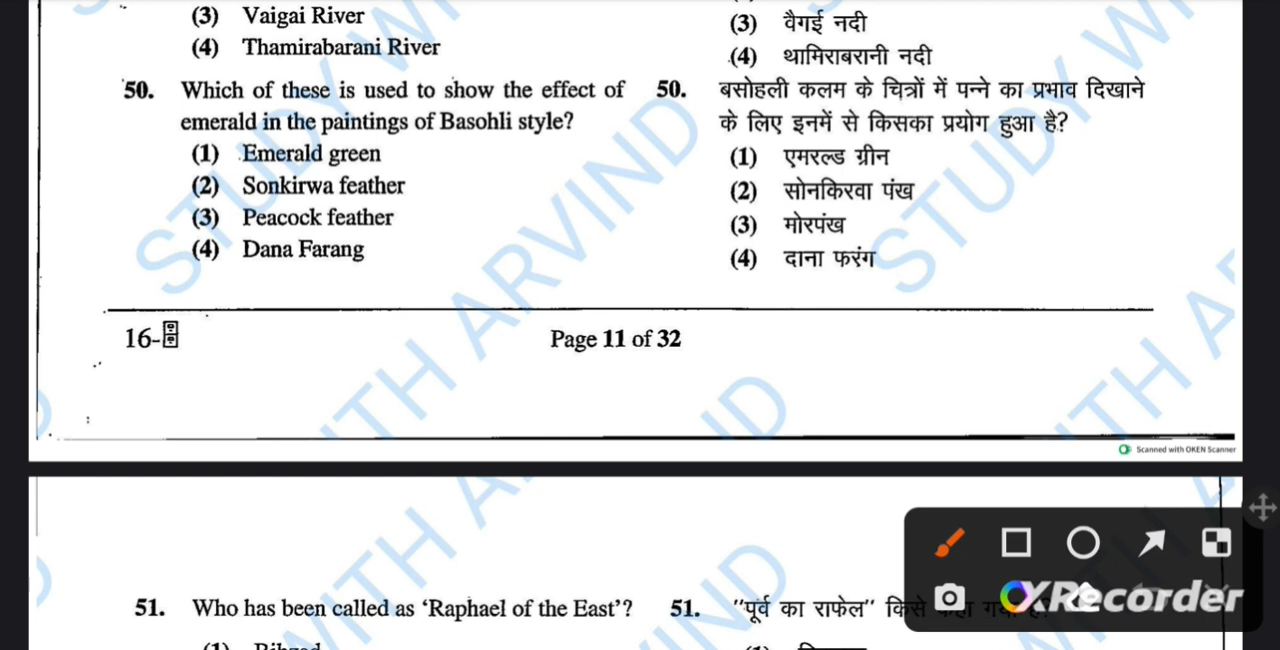 (3) Vaigai River
(4) Thamirabarani River
50. Which of these is used to show the effect of
emerald in the paintings of Basohli style?
(1) Emerald green
(2) Sonkirwa feather
(3) Peacock feather
(4) Dana Farang
(3) वैगई नदी
(4) थामिराबरानी नदी
50. बसोहली कलम के चित्रों में पन्ने का प्रभाव दिखाने
के लिए इनमें से किसका प्रयोग हुआ है?
(1) एमरल्ड ग्रीन
(2) सोनकिरवा पंख
(3) मोरपंख
(4) दाना फरंग
16-
Page 11 of 32
Scanned with OKEN Scanner
51. Who has been called as ‘Raphael of the East’?
51. "पूर्व का राफेल" किसे
XRecorder
STUDY WITH ARVIND